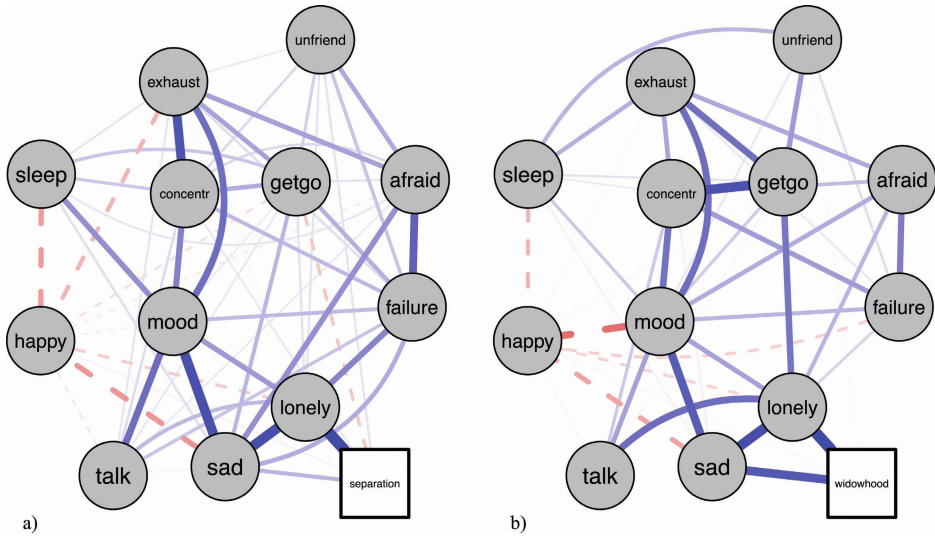 unfriend
exhaust
sleep
concentr
getgo
afraid
happy
mood
failure
lonely
talk
sad
separation
a)
unfriend
exhaust
sleep
concentr
getgo
afraid
happy
mood
failure
lonely
talk
sad
widowhood
b)